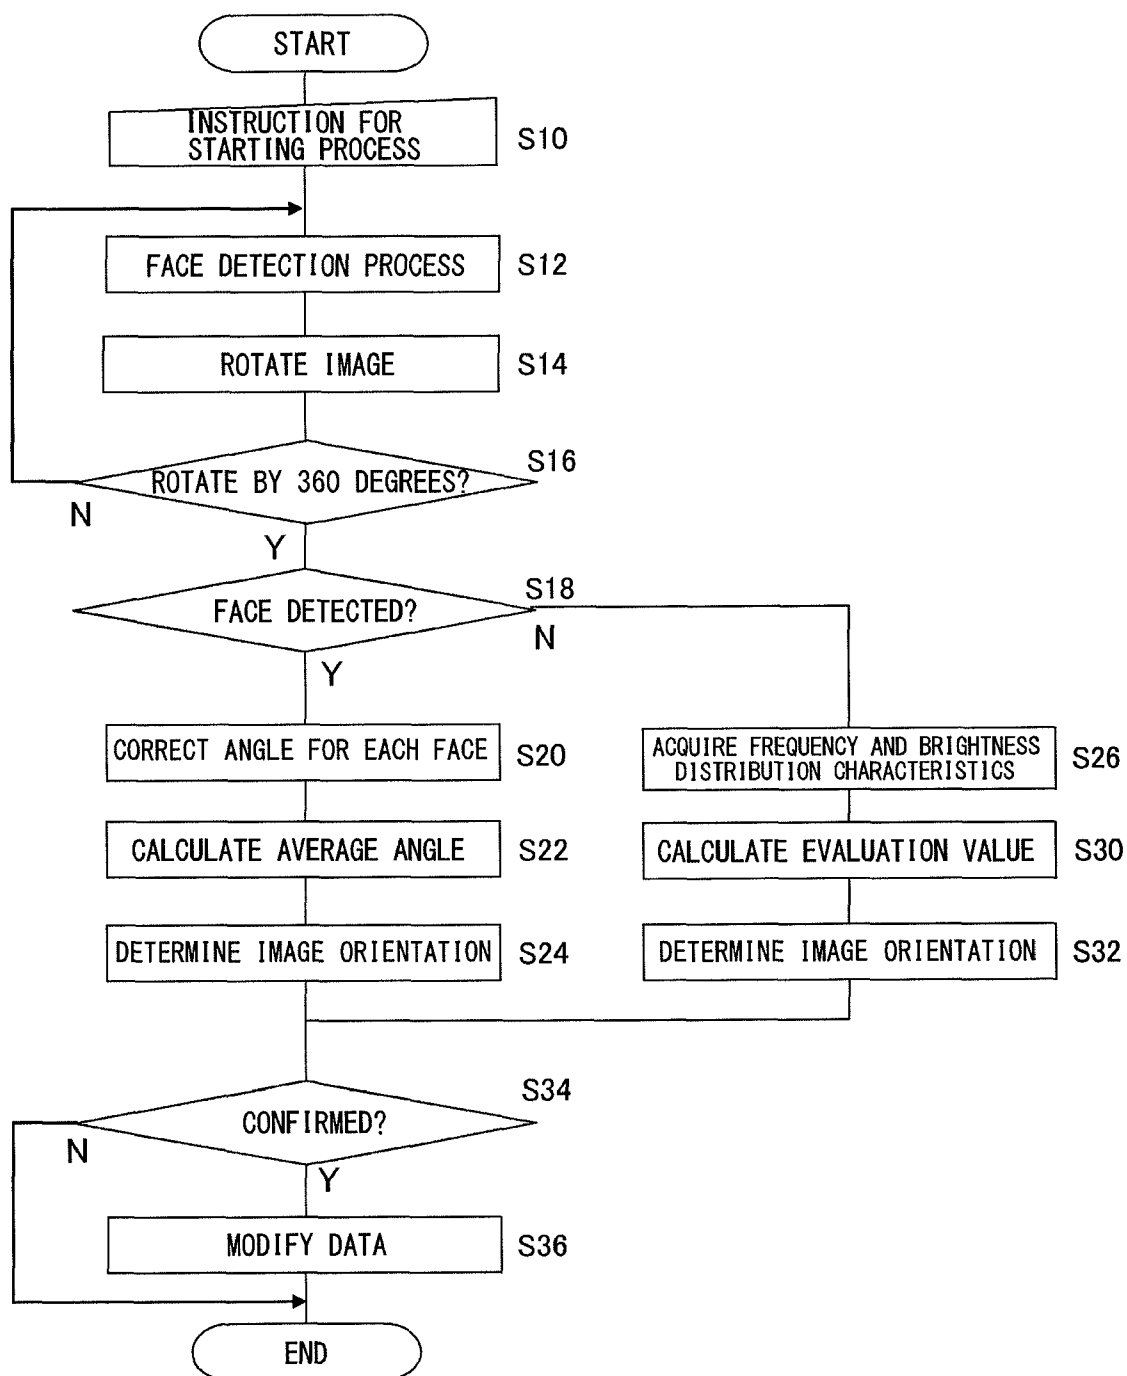 START
INSTRUCTION FOR
STARTING PROCESS
S10
FACE DETECTION PROCESS
S12
ROTATE IMAGE
S14
ROTATE BY 360 DEGREES?
S16
N
Y
FACE DETECTED?
S18
N
Y
CORRECT ANGLE FOR EACH FACE
S20
ACQUIRE FREQUENCY AND BRIGHTNESS
DISTRIBUTION CHARACTERISTICS
S26
CALCULATE AVERAGE ANGLE
S22
CALCULATE EVALUATION VALUE
S30
DETERMINE IMAGE ORIENTATION
S24
DETERMINE IMAGE ORIENTATION
S32
CONFIRMED?
S34
N
Y
MODIFY DATA
S36
END